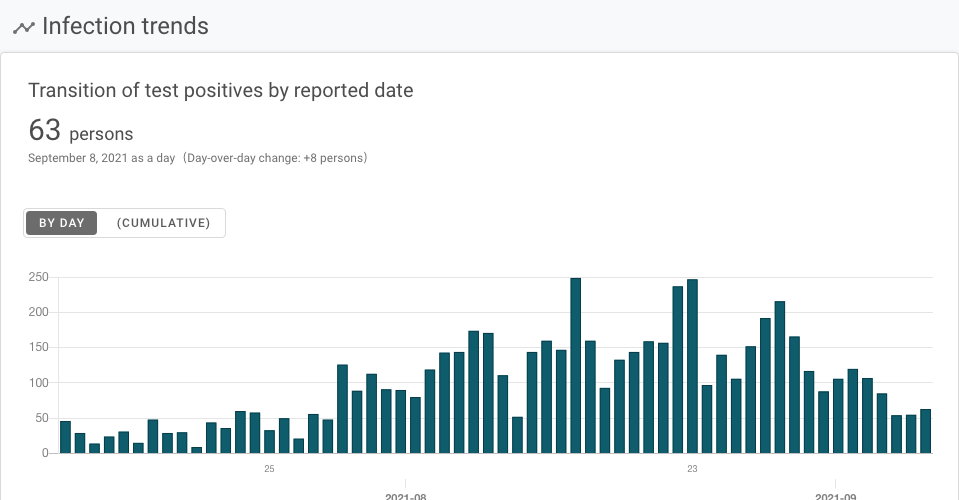 Infection trends
Transition of test positives by reported date
63 persons
September 8, 2021 as a day (Day-over-day change: +8 persons)
BY DAY (CUMULATIVE)
250
200
150
100
50
0
25 23
2021-08 2021-09